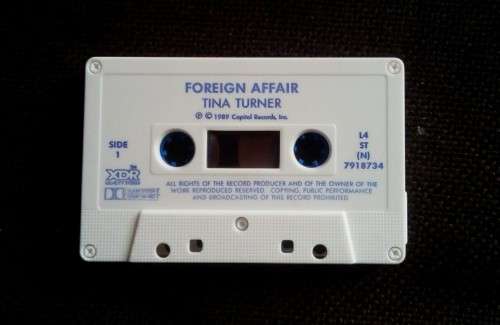 FOREIGN AFFAIR
TINA TURNER
Ⓟ © 1989 Capitol Records, Inc.
SIDE
1
L4
ST
(N)
7918734
XDR
ALL RIGHTS OF THE RECORD PRODUCER AND OF THE OWNER OF THE
WORK REPRODUCED RESERVED. COPYING, PUBLIC PERFORMANCE
AND BROADCASTING OF THIS RECORD PROHIBITED